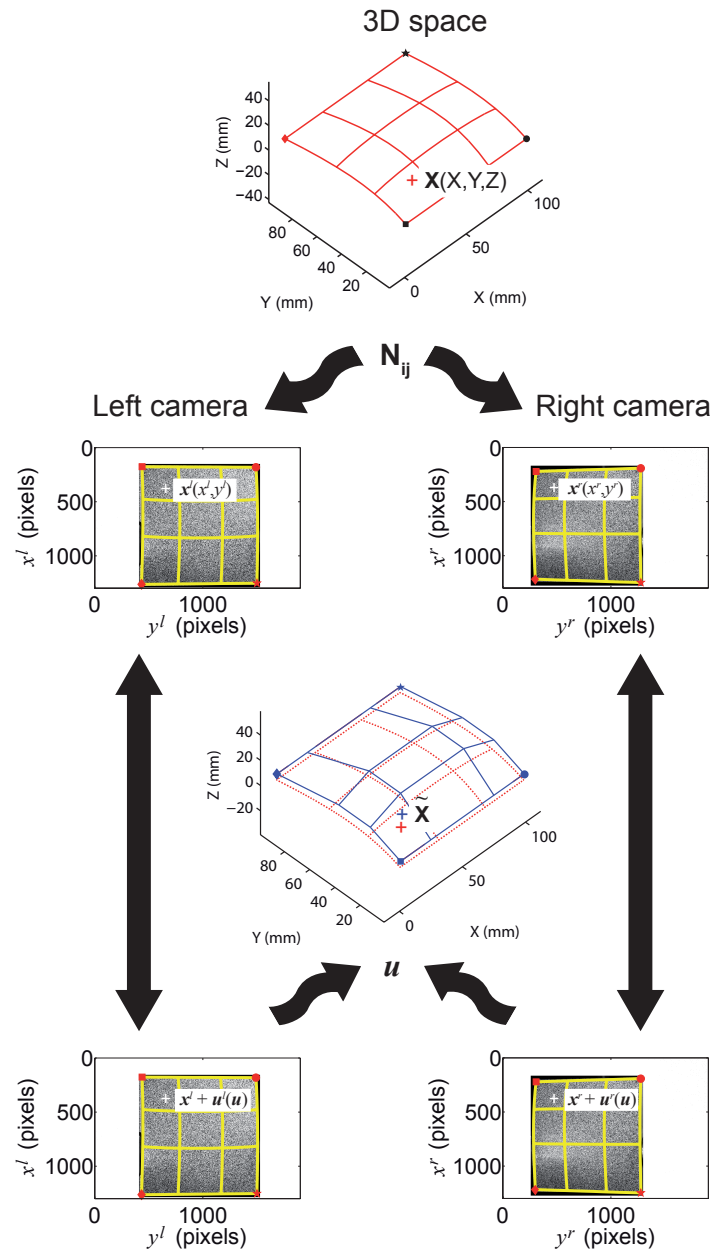 3D space
40
20
0
−20
−40
Z (mm)
X(X,Y,Z)
80
60
40
20
Y (mm)
0
50
100
X (mm)
N_ij
Left camera
Right camera
0
500
1000
x^l (pixels)
x^l(x^l,y^l)
0
1000
y^l (pixels)
0
500
1000
x^r (pixels)
x^r(x^r,y^r)
0
1000
y^r (pixels)
40
20
0
−20
Z (mm)
X̃
80
60
40
20
Y (mm)
0
50
100
X (mm)
u
0
500
1000
x^l (pixels)
x^l + u^l(u)
0
1000
y^l (pixels)
0
500
1000
x^r (pixels)
x^r + u^r(u)
0
1000
y^r (pixels)